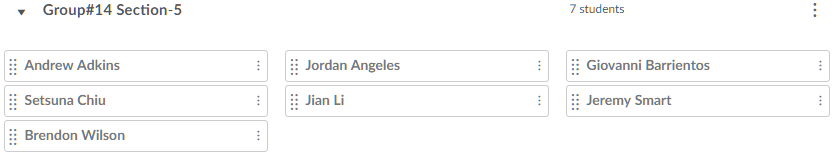 Group#14 Section-5 7 students
Andrew Adkins Jordan Angeles Giovanni Barrientos
Setsuna Chiu Jian Li Jeremy Smart
Brendon Wilson